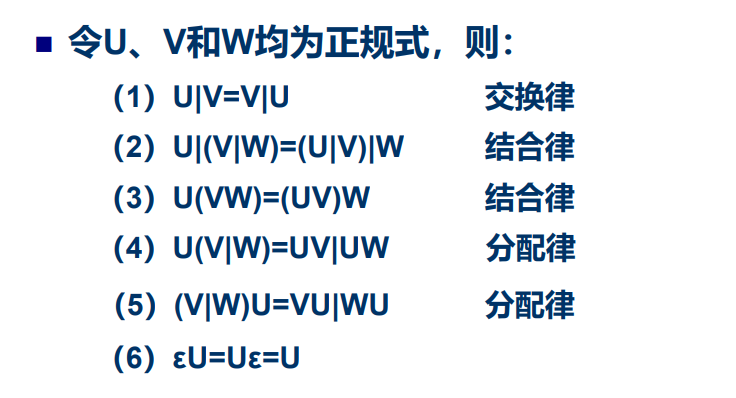 ■ 令U、V和W均为正规式，则：
（1）U|V=V|U 交换律
（2）U|(V|W)=(U|V)|W 结合律
（3）U(VW)=(UV)W 结合律
（4）U(V|W)=UV|UW 分配律
（5）(V|W)U=VU|WU 分配律
（6）εU=Uε=U